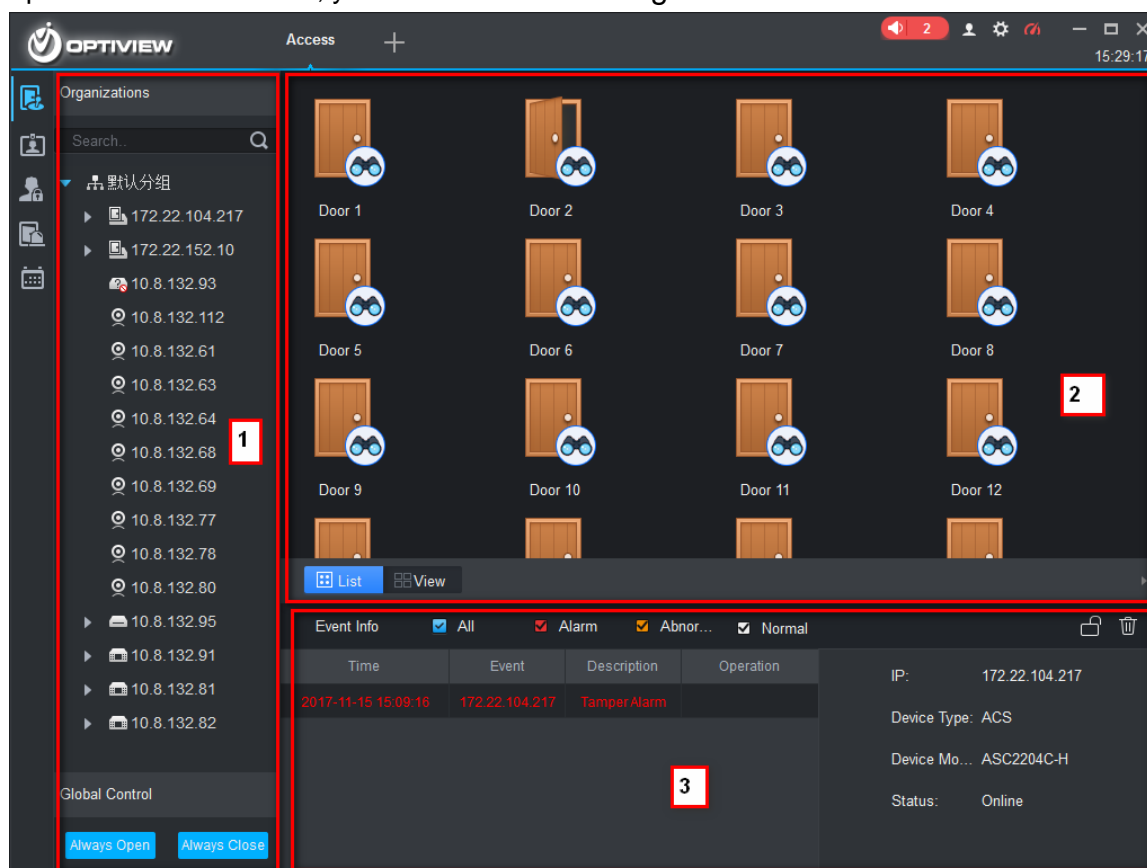 OPTIVIEW
Access
2
15:29:17
Organizations
Search..
默认分组
172.22.104.217
172.22.152.10
10.8.132.93
10.8.132.112
10.8.132.61
10.8.132.63
10.8.132.64
10.8.132.68
10.8.132.69
10.8.132.77
10.8.132.78
10.8.132.80
10.8.132.95
10.8.132.91
10.8.132.81
10.8.132.82
1
Global Control
Always Open Always Close
Door 1 Door 2 Door 3 Door 4
Door 5 Door 6 Door 7 Door 8
2
Door 9 Door 10 Door 11 Door 12
List View
Event Info All Alarm Abnor... Normal
Time Event Description Operation
2017-11-15 15:09:16 172.22.104.217 Tamper Alarm
3
IP: 172.22.104.217
Device Type: ACS
Device Mo... ASC2204C-H
Status: Online